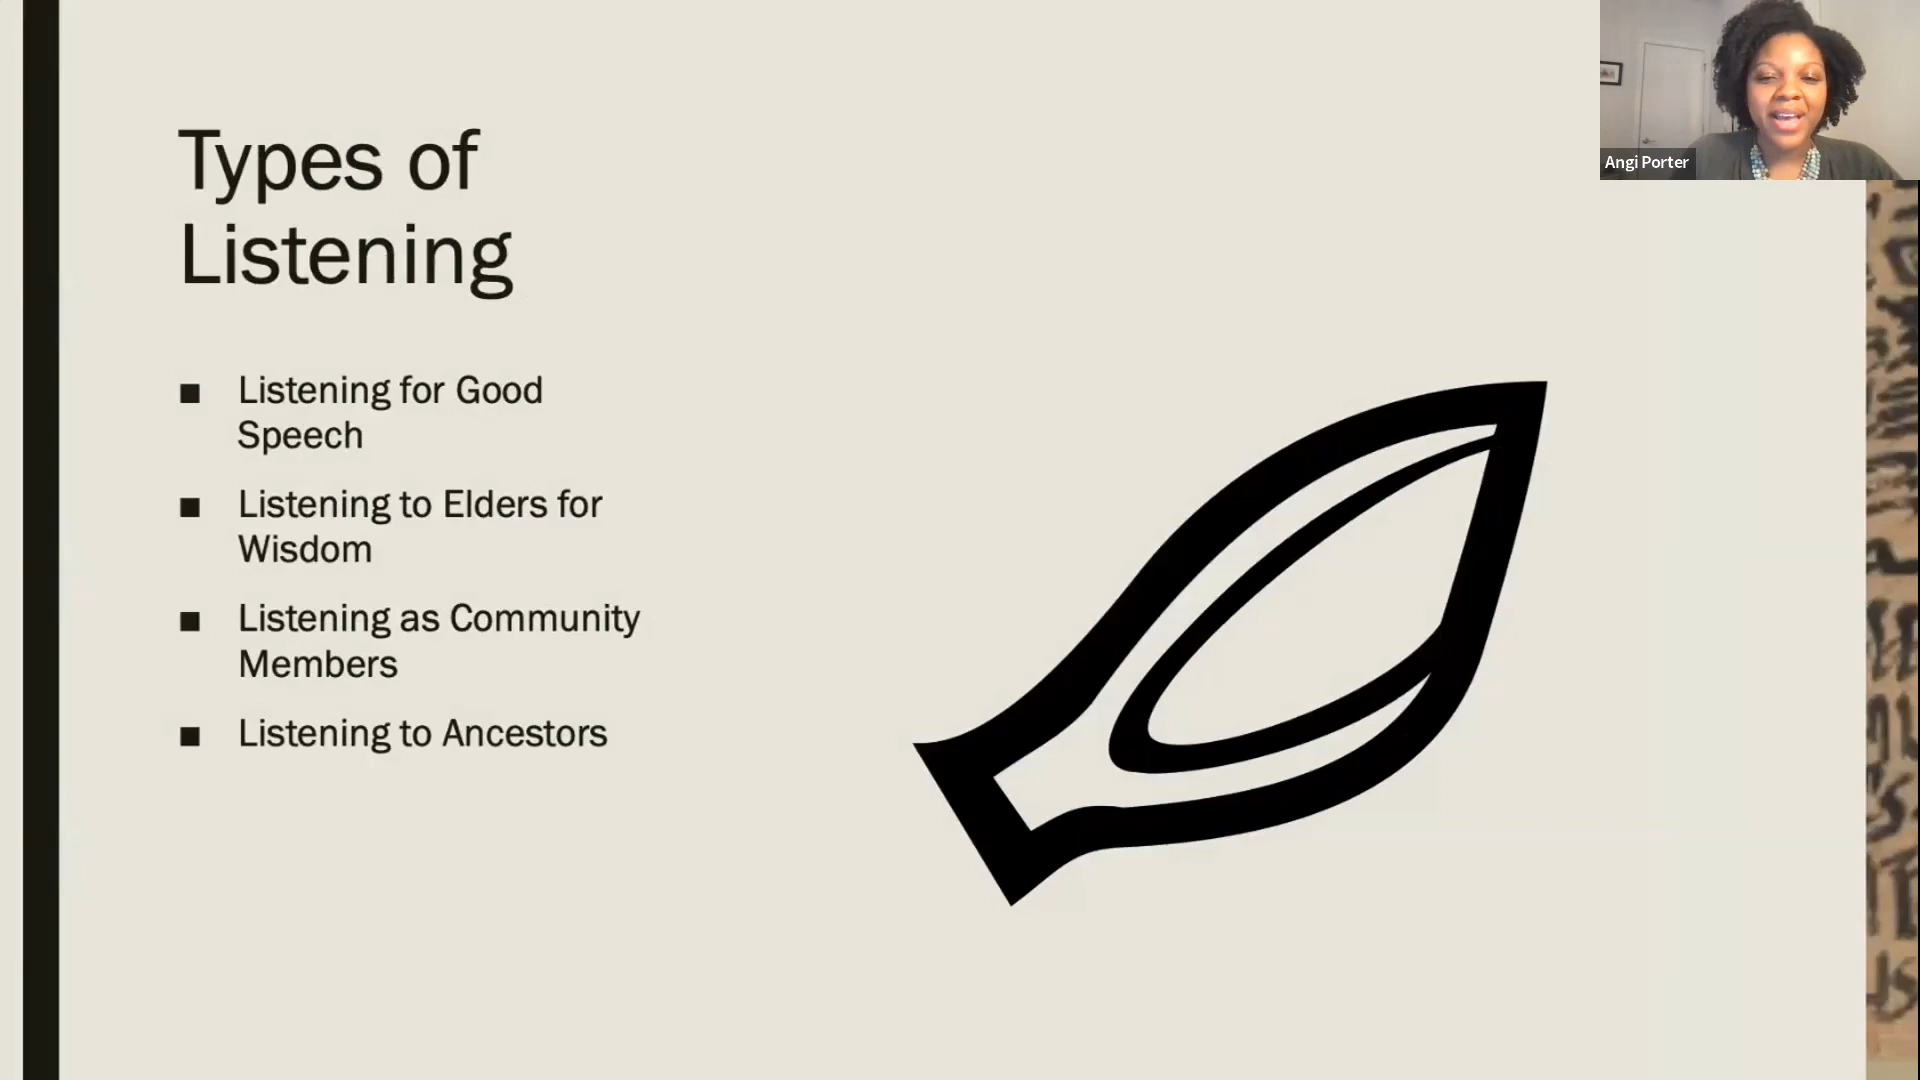 Types of
Listening
■ Listening for Good
Speech
■ Listening to Elders for
Wisdom
■ Listening as Community
Members
■ Listening to Ancestors
Angi Porter